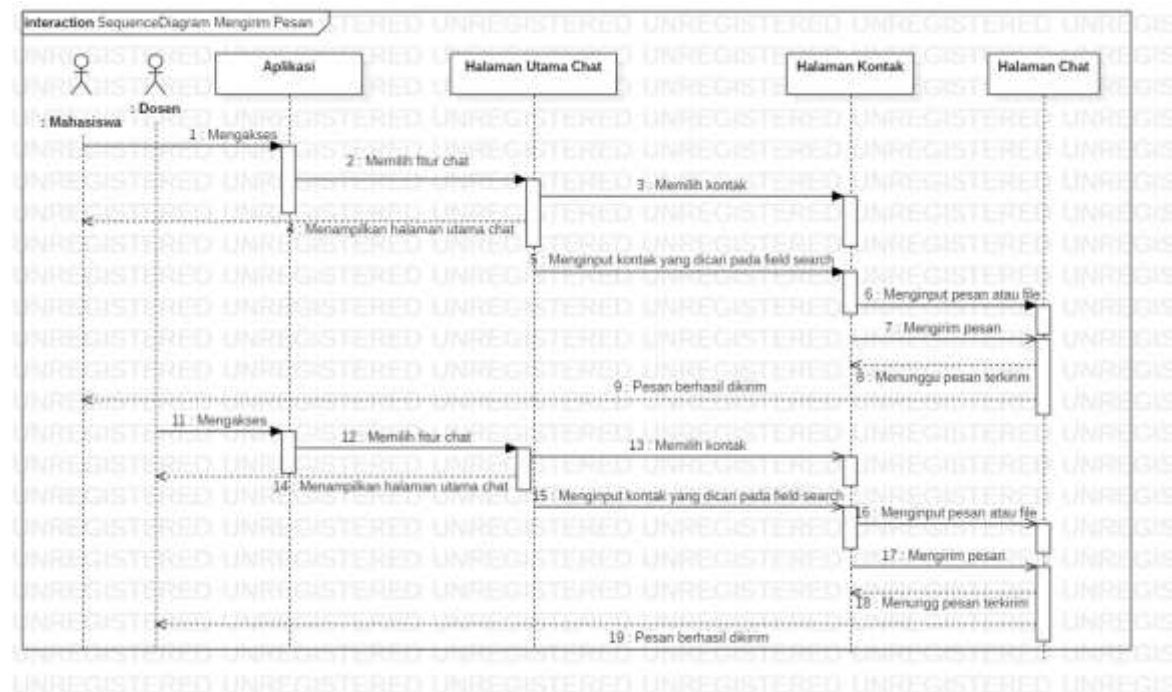 interaction SequenceDiagram Mengirim Pesan
Aplikasi
Halaman Utama Chat
Halaman Kontak
Halaman Chat
: Dosen
: Mahasiswa
1 : Mengakses
2 : Memilih fitur chat
3 : Memilih kontak
4 : Menampilkan halaman utama chat
5 : Menginput kontak yang dicari pada field search
6 : Menginput pesan atau file
7 : Mengirim pesan
8 : Menunggu pesan terkirim
9 : Pesan berhasil dikirim
11 : Mengakses
12 : Memilih fitur chat
13 : Memilih kontak
14 : Menampilkan halaman utama chat
15 : Menginput kontak yang dicari pada field search
16 : Menginput pesan atau file
17 : Mengirim pesan
18 : Menungg pesan terkirim
19 : Pesan berhasil dikirim
UNREGISTERED